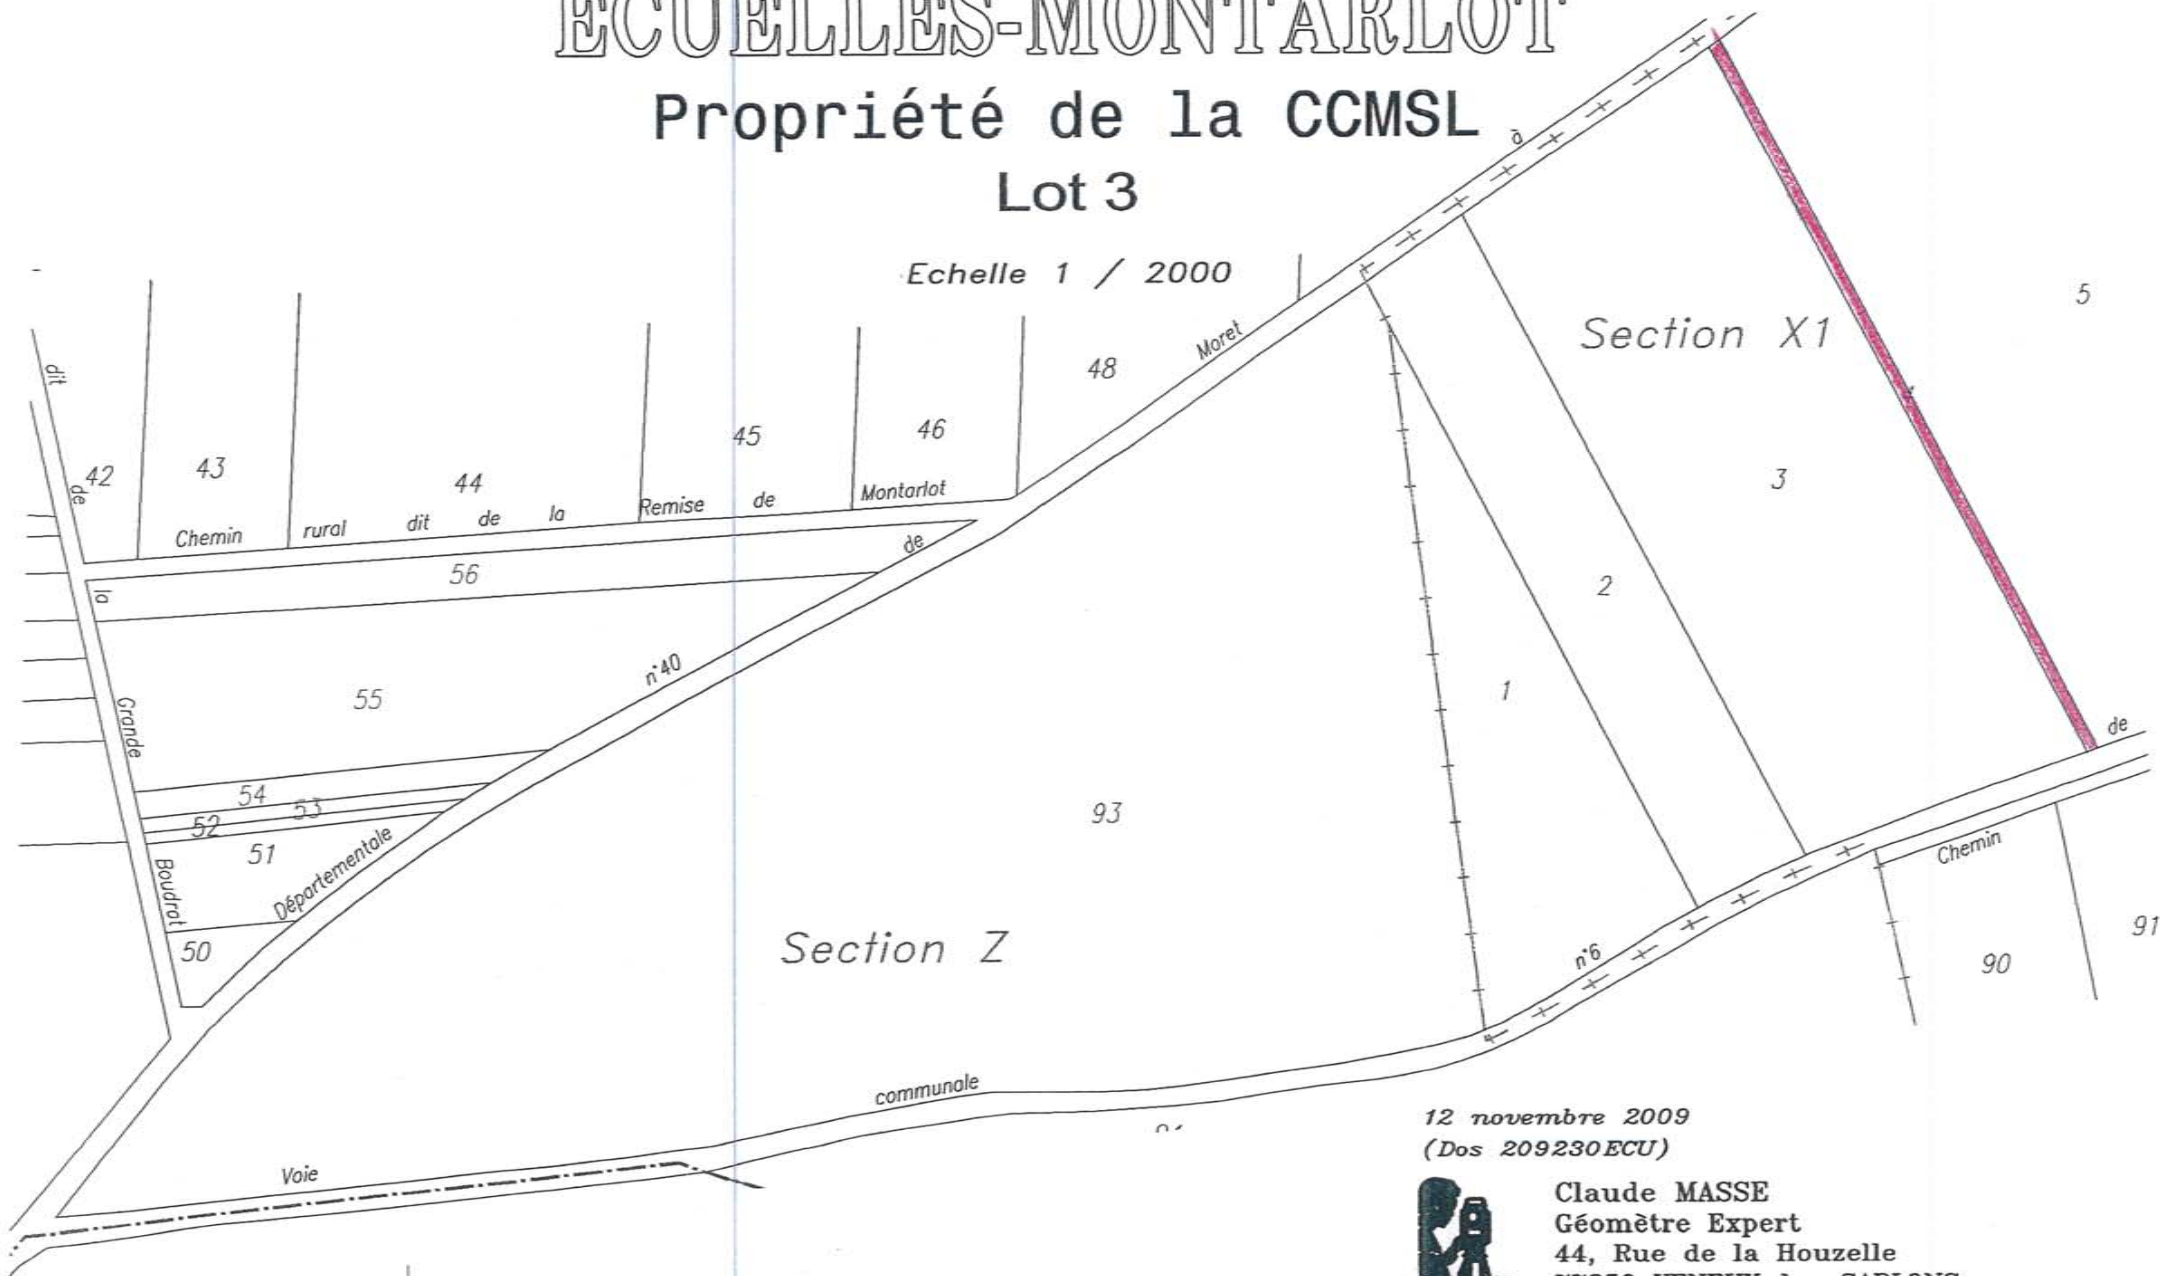 ECUELLES-MONTARLOT
Propriété de la CCMSL
Lot 3
Echelle 1 / 2000
à
Moret
48
5
Section X1
dit
de
42
43
44
45
46
Chemin rural dit de la Remise de Montarlot
3
56
de
la
2
n°40
55
1
Grande
de
54
53
52
51
93
Boudrat
Départementale
Chemin
50
Section Z
n°6
90
91
communale
Voie
12 novembre 2009
(Dos 209230ECU)
Claude MASSE
Géomètre Expert
44, Rue de la Houzelle